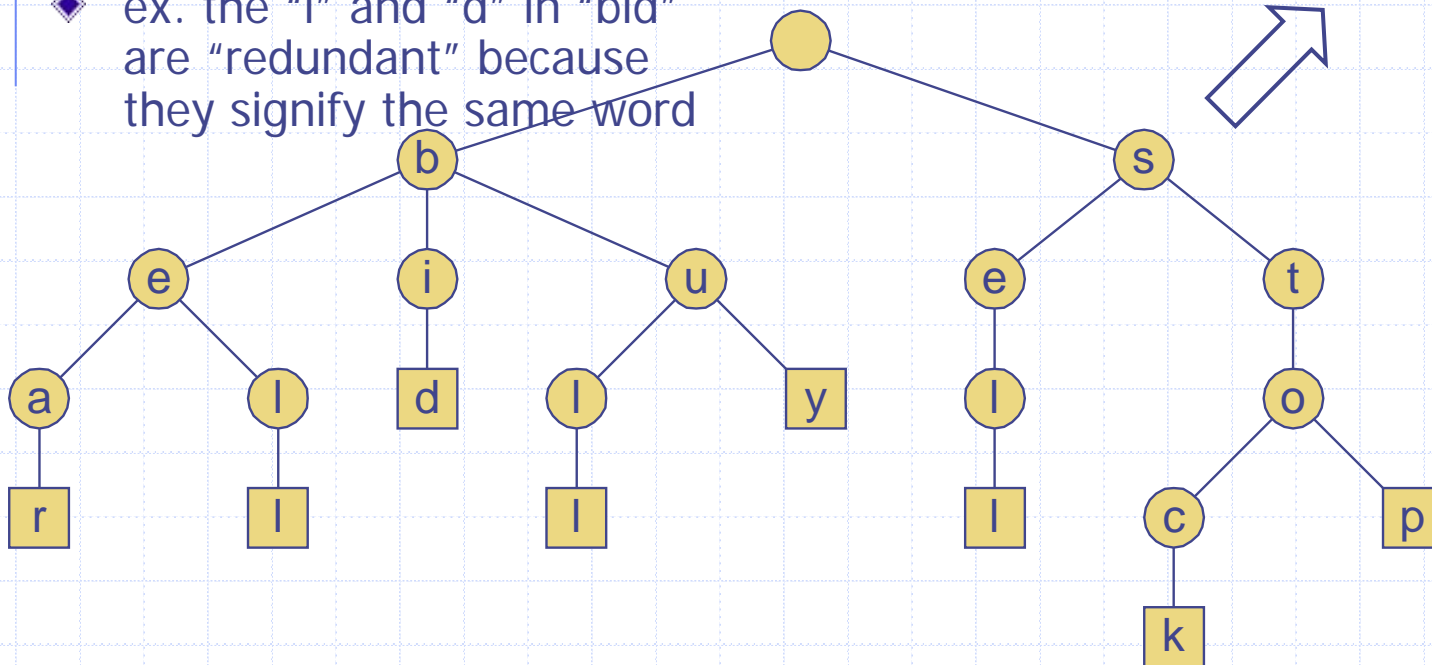 ex. the “i” and “d” in “bid”
are “redundant” because
they signify the same word
b s
e i u e t
a l d l y l o
r l l l c p
k